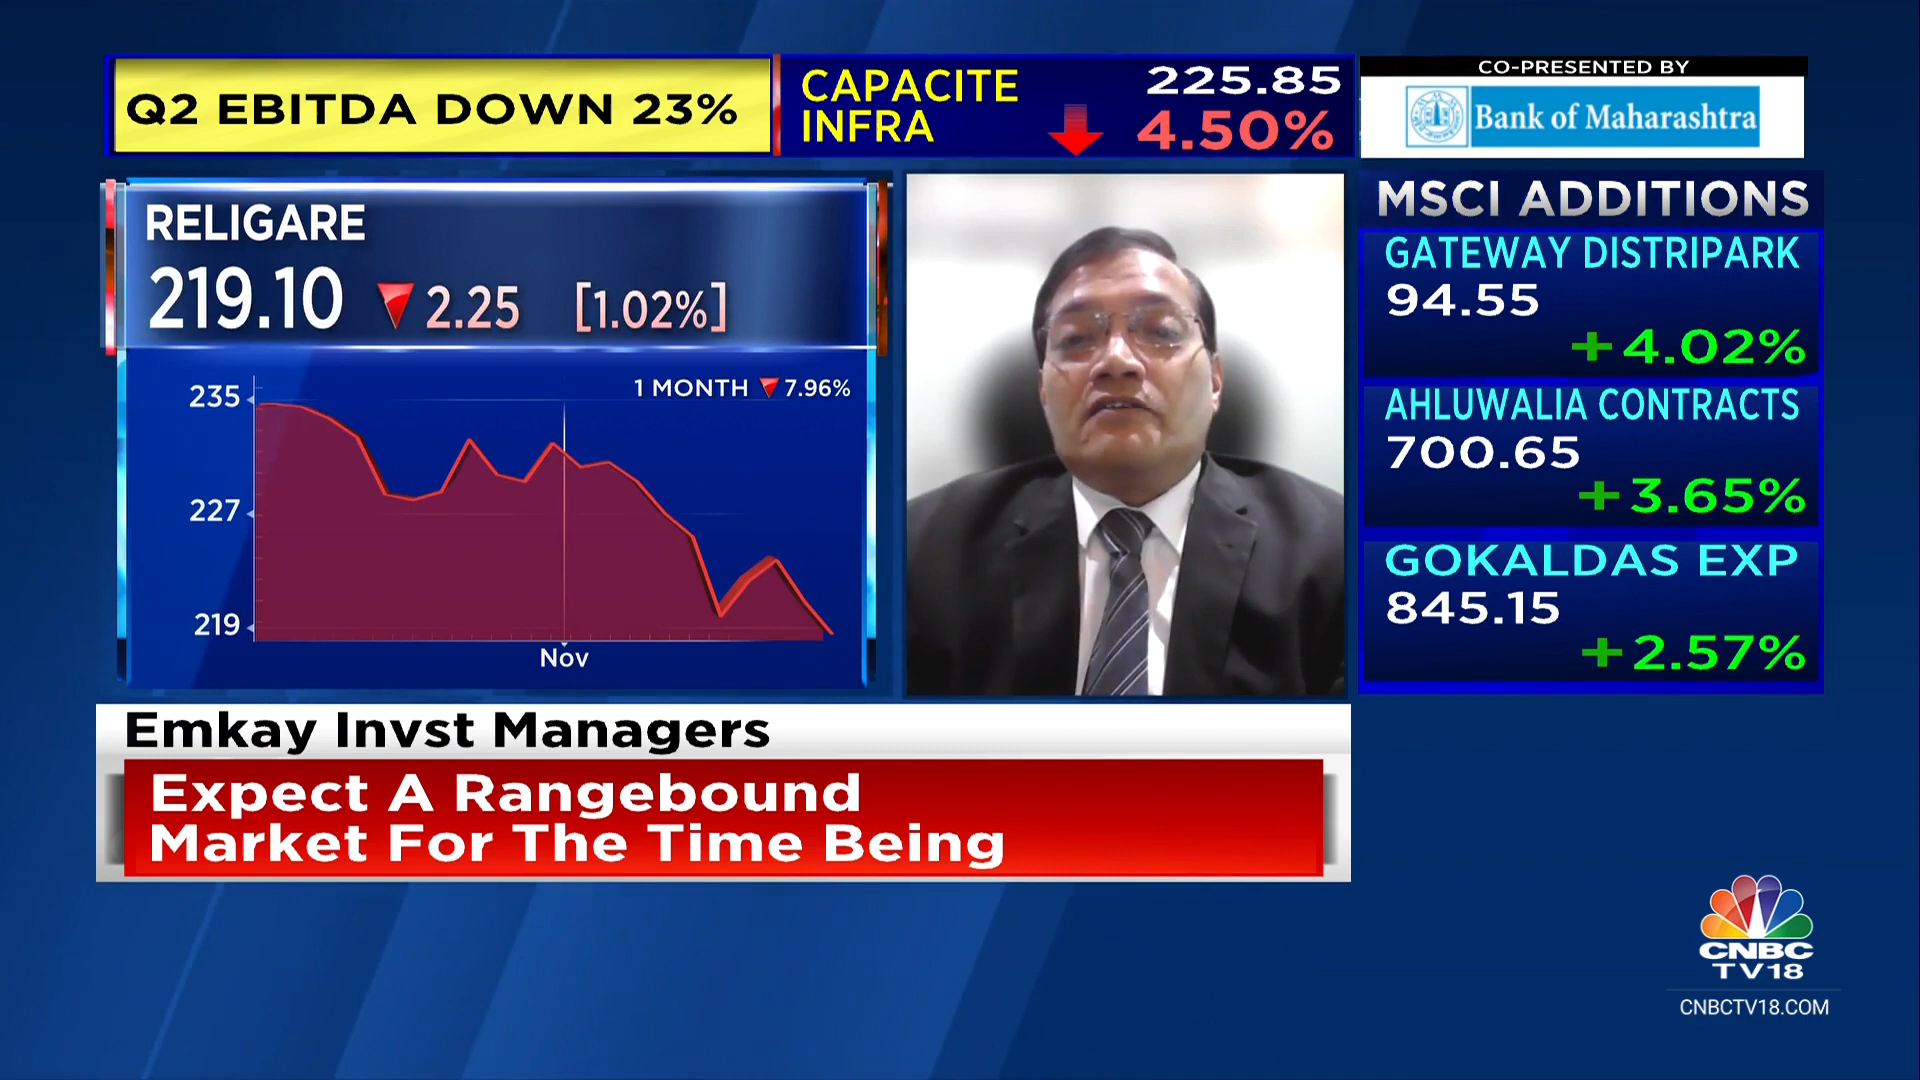 Q2 EBITDA DOWN 23%
CAPACITE
INFRA
225.85
4.50%
CO-PRESENTED BY
Bank of Maharashtra
RELIGARE
219.10 2.25 [1.02%]
1 MONTH 7.96%
235
227
219
Nov
MSCI ADDITIONS
GATEWAY DISTRIPARK
94.55
+4.02%
AHLUWALIA CONTRACTS
700.65
+3.65%
GOKALDAS EXP
845.15
+2.57%
Emkay Invst Managers
Expect A Rangebound
Market For The Time Being
CNBC
TV18
CNBCTV18.COM